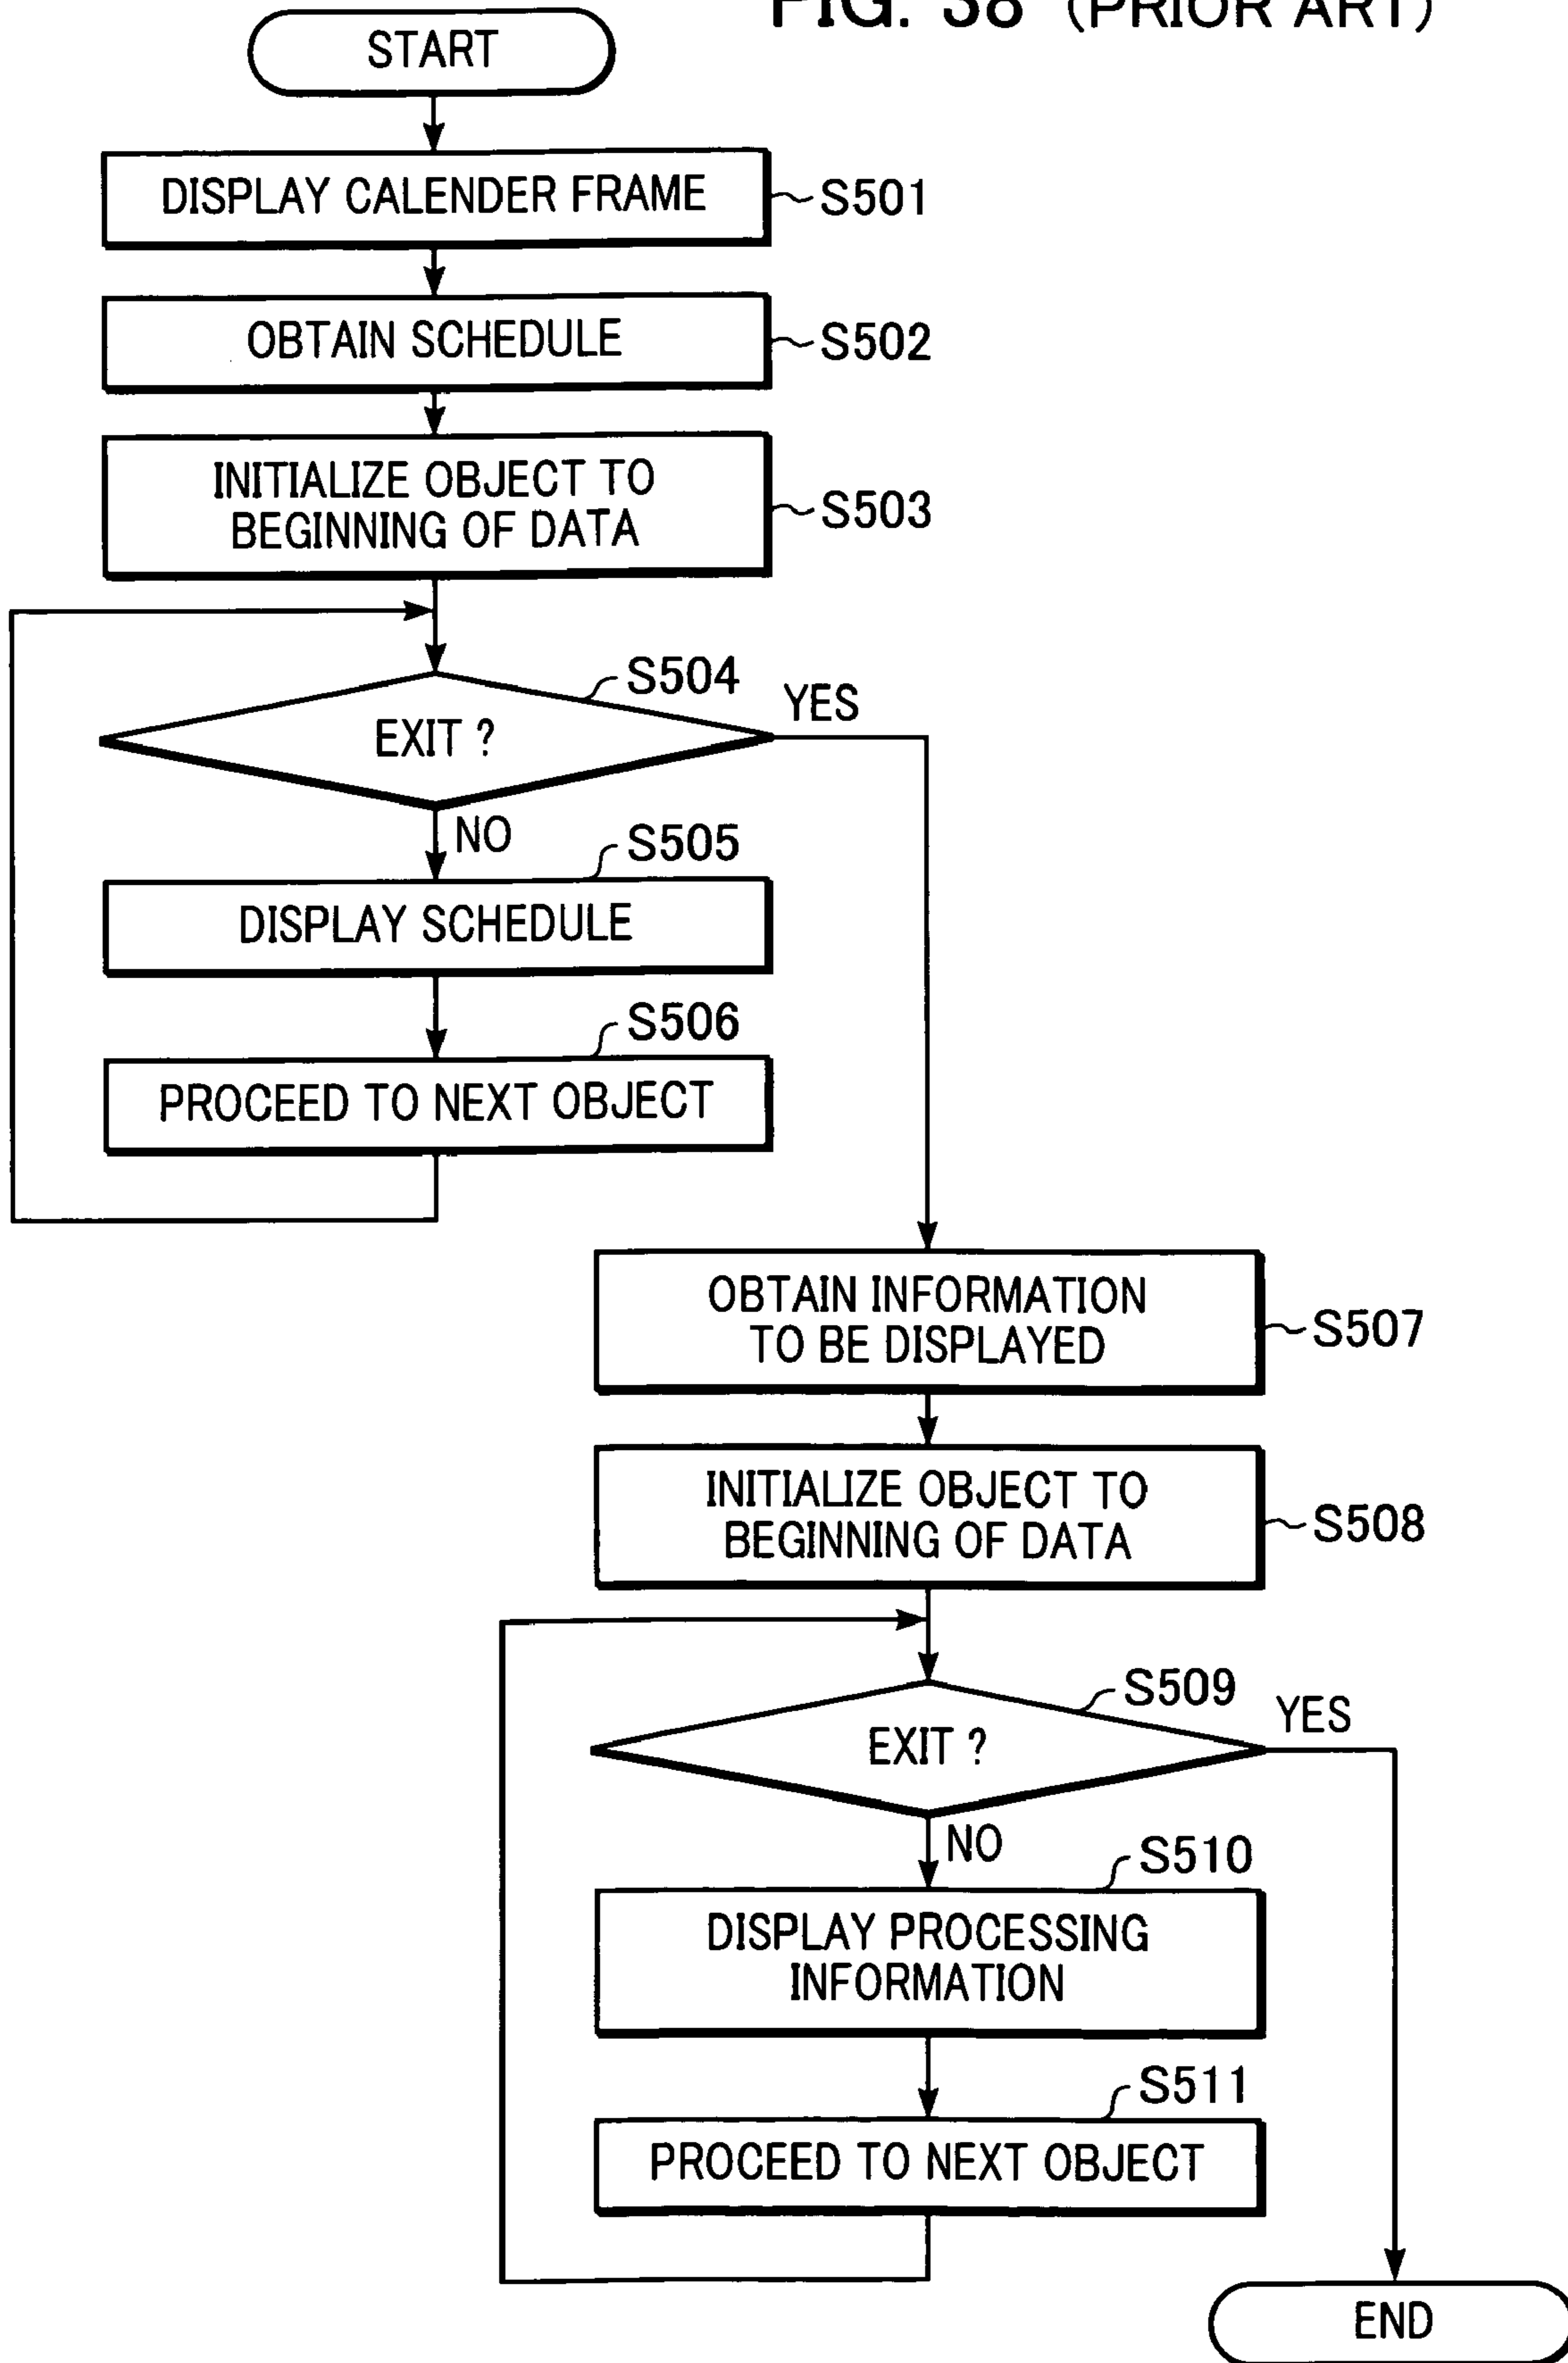 FIG. 38 (PRIOR ART)
START
DISPLAY CALENDER FRAME
S501
OBTAIN SCHEDULE
S502
INITIALIZE OBJECT TO
BEGINNING OF DATA
S503
S504
EXIT ?
YES
NO
S505
DISPLAY SCHEDULE
S506
PROCEED TO NEXT OBJECT
OBTAIN INFORMATION
TO BE DISPLAYED
S507
INITIALIZE OBJECT TO
BEGINNING OF DATA
S508
S509
EXIT ?
YES
NO
S510
DISPLAY PROCESSING
INFORMATION
S511
PROCEED TO NEXT OBJECT
END